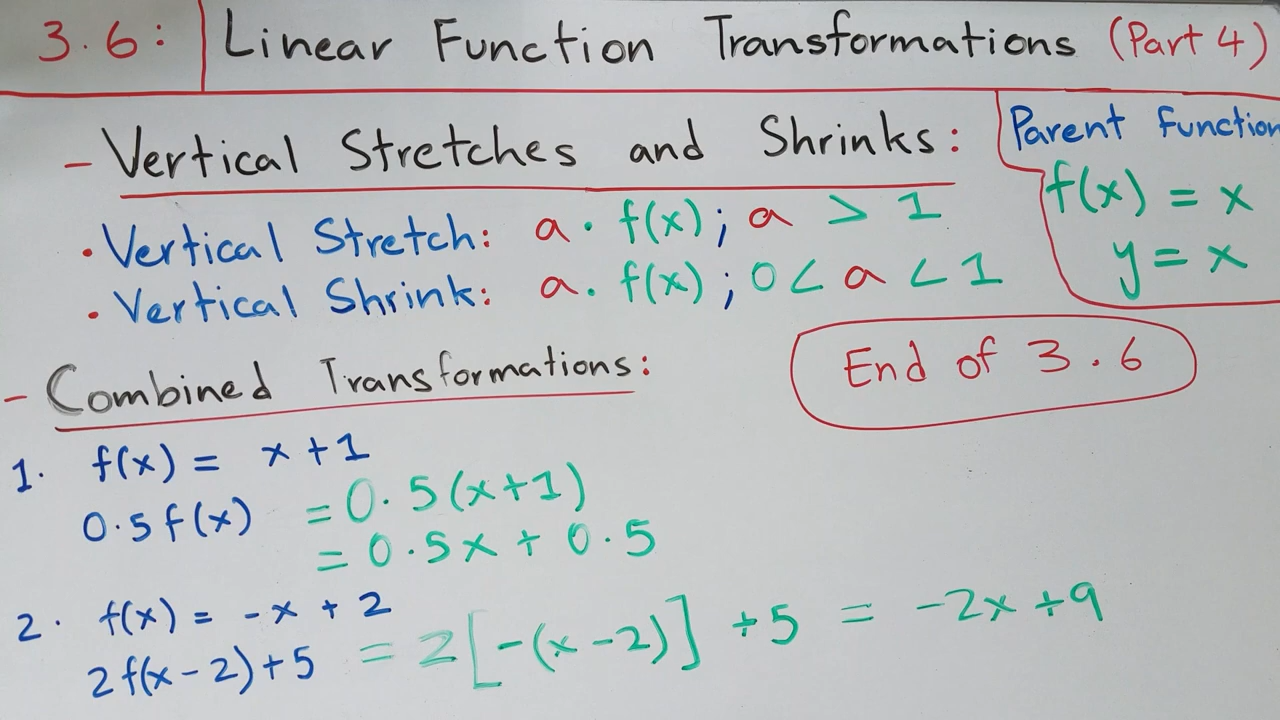 3.6: Linear Function Transformations (Part 4)
- Vertical Stretches and Shrinks:
Parent function
f(x) = x
y = x
• Vertical Stretch: a · f(x); a > 1
• Vertical Shrink: a. f(x); 0 < a < 1
End of 3.6
- Combined Transformations:
1. f(x) = x + 1
0.5 f(x) = 0.5(x+1)
= 0.5x + 0.5
2. f(x) = -x + 2
2 f(x - 2) + 5 = 2[-(x-2)] + 5 = -2x + 9